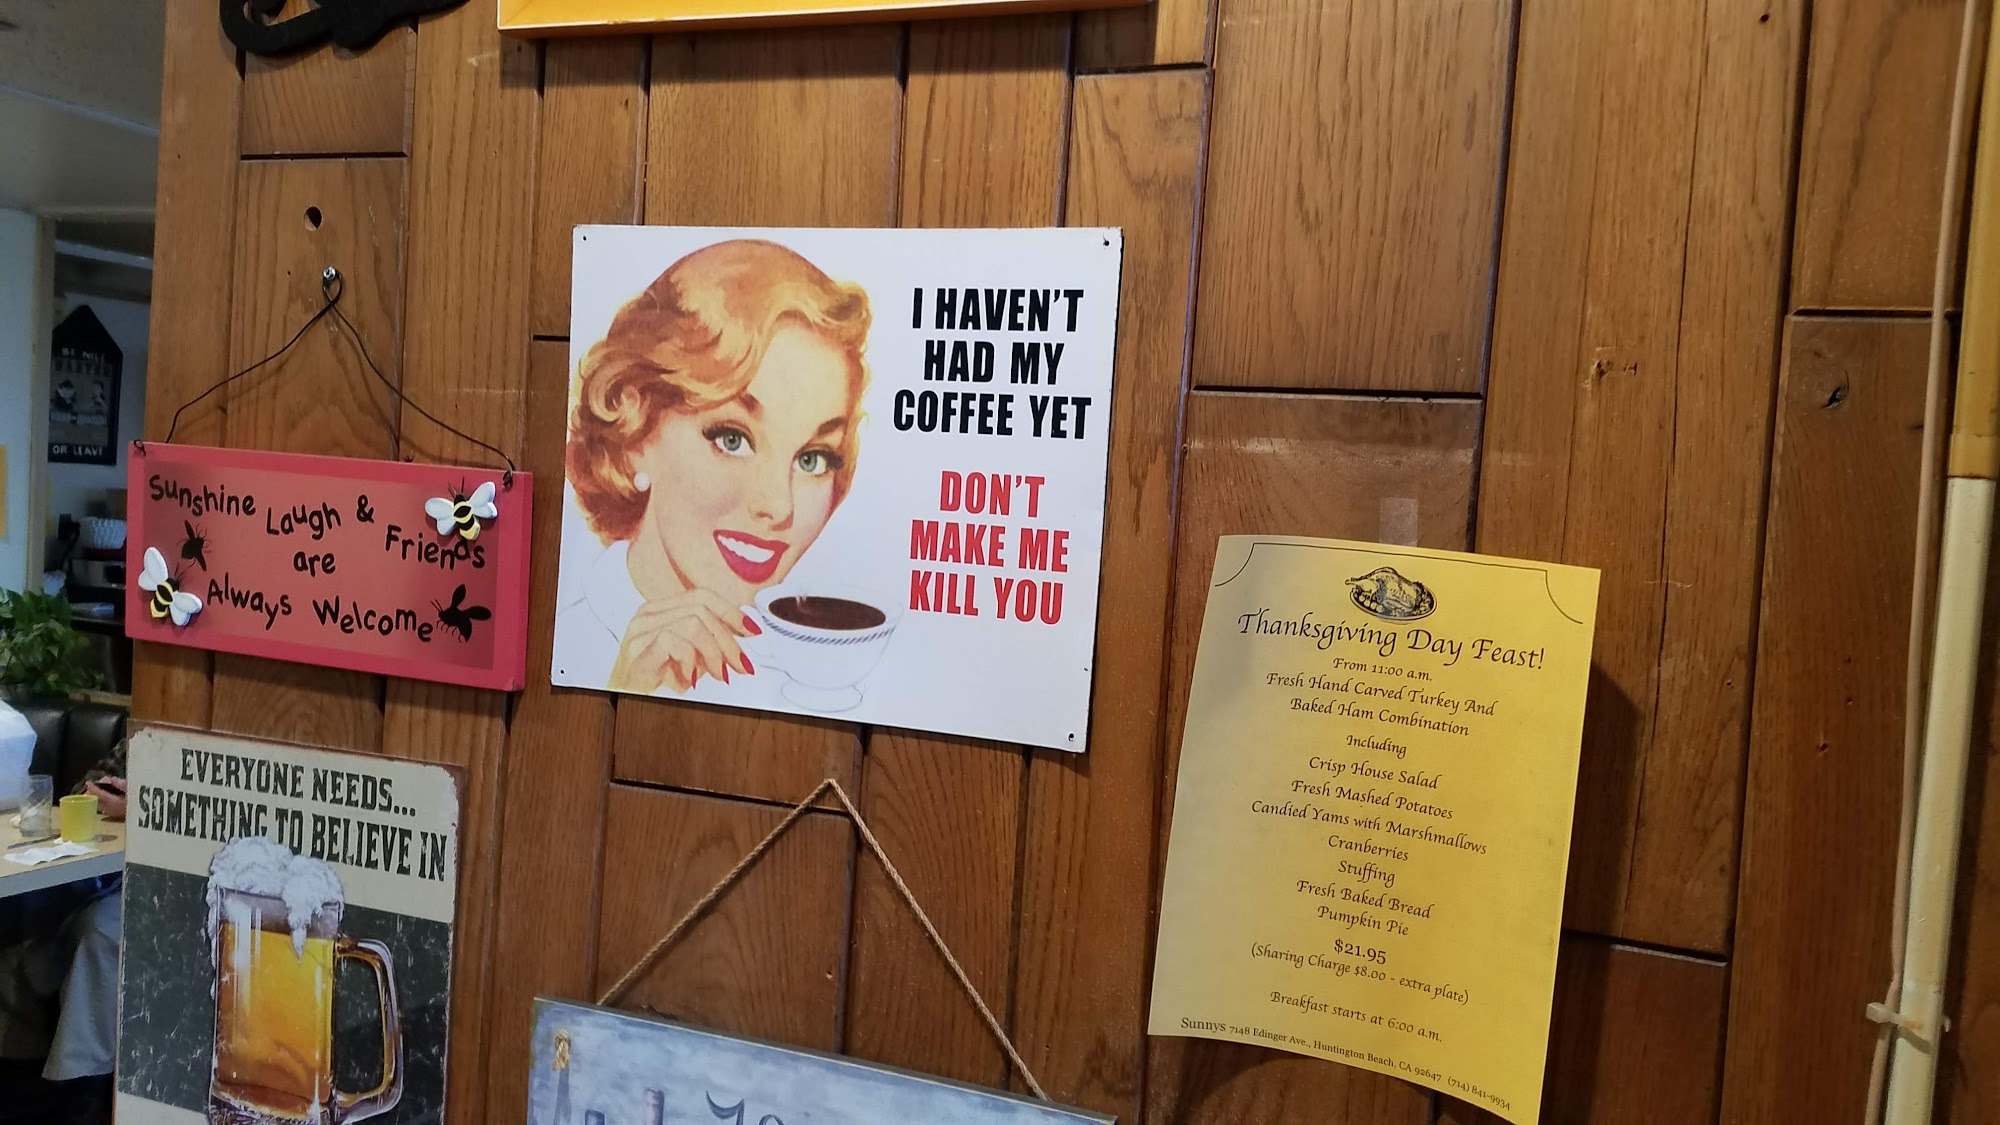 BE NICE
OR LEAVE
Sunshine Laugh & Friends
are
Always Welcome
EVERYONE NEEDS...
SOMETHING TO BELIEVE IN
I HAVEN'T
HAD MY
COFFEE YET
DON'T
MAKE ME
KILL YOU
Thanksgiving Day Feast!
From 11:00 a.m.
Fresh Hand Carved Turkey And
Baked Ham Combination
Including
Crisp House Salad
Fresh Mashed Potatoes
Candied Yams with Marshmallows
Cranberries
Stuffing
Fresh Baked Bread
Pumpkin Pie
$21.95
(Sharing Charge $8.00 - extra plate)
Breakfast starts at 6:00 a.m.
Sunnys 7148 Edinger Ave., Huntington Beach, CA 92647 (714) 841-9934